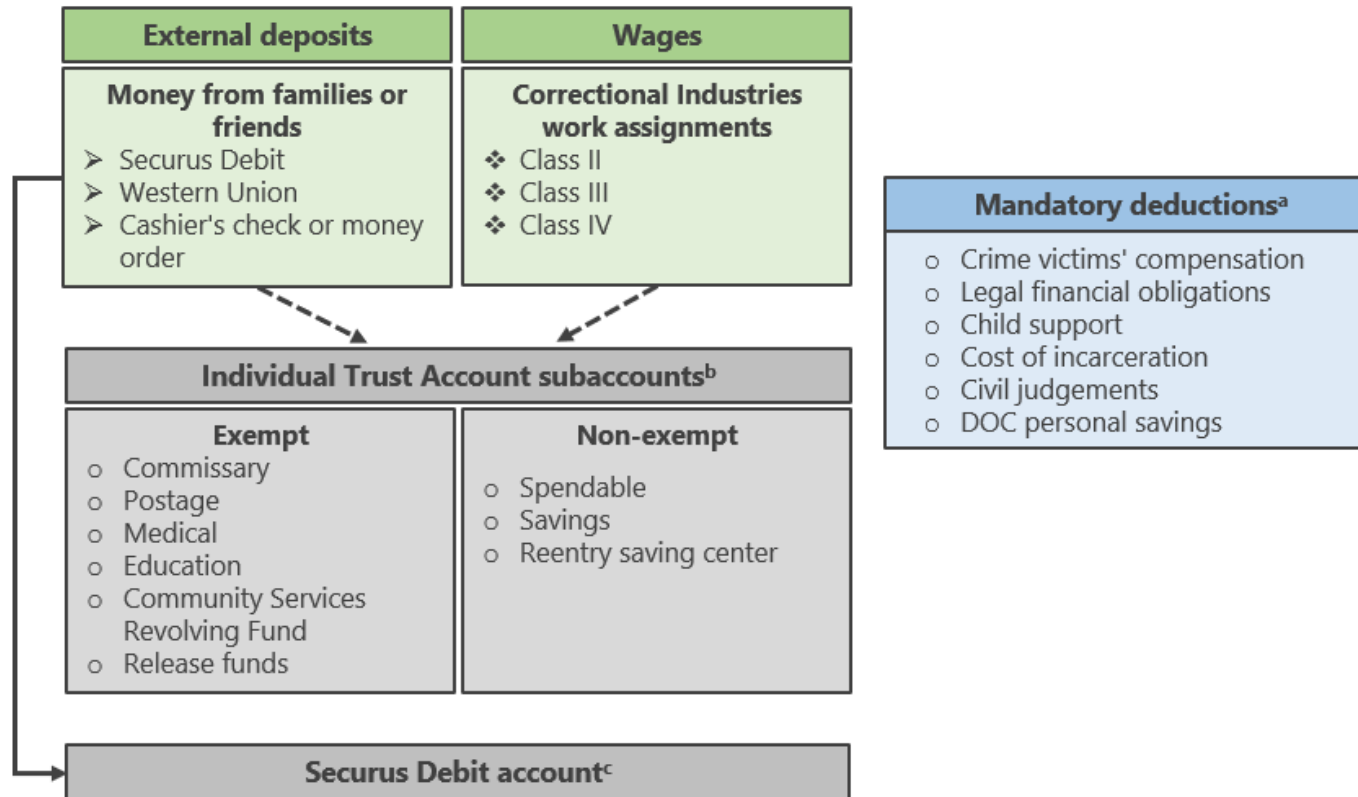 External deposits
Money from families or
friends
➢ Securus Debit
➢ Western Union
➢ Cashier's check or money
order
Wages
Correctional Industries
work assignments
❖ Class II
❖ Class III
❖ Class IV
Mandatory deductionsᵃ
o Crime victims' compensation
o Legal financial obligations
o Child support
o Cost of incarceration
o Civil judgements
o DOC personal savings
Individual Trust Account subaccountsᵇ
Exempt
o Commissary
o Postage
o Medical
o Education
o Community Services
Revolving Fund
o Release funds
Non-exempt
o Spendable
o Savings
o Reentry saving center
Securus Debit accountᶜ